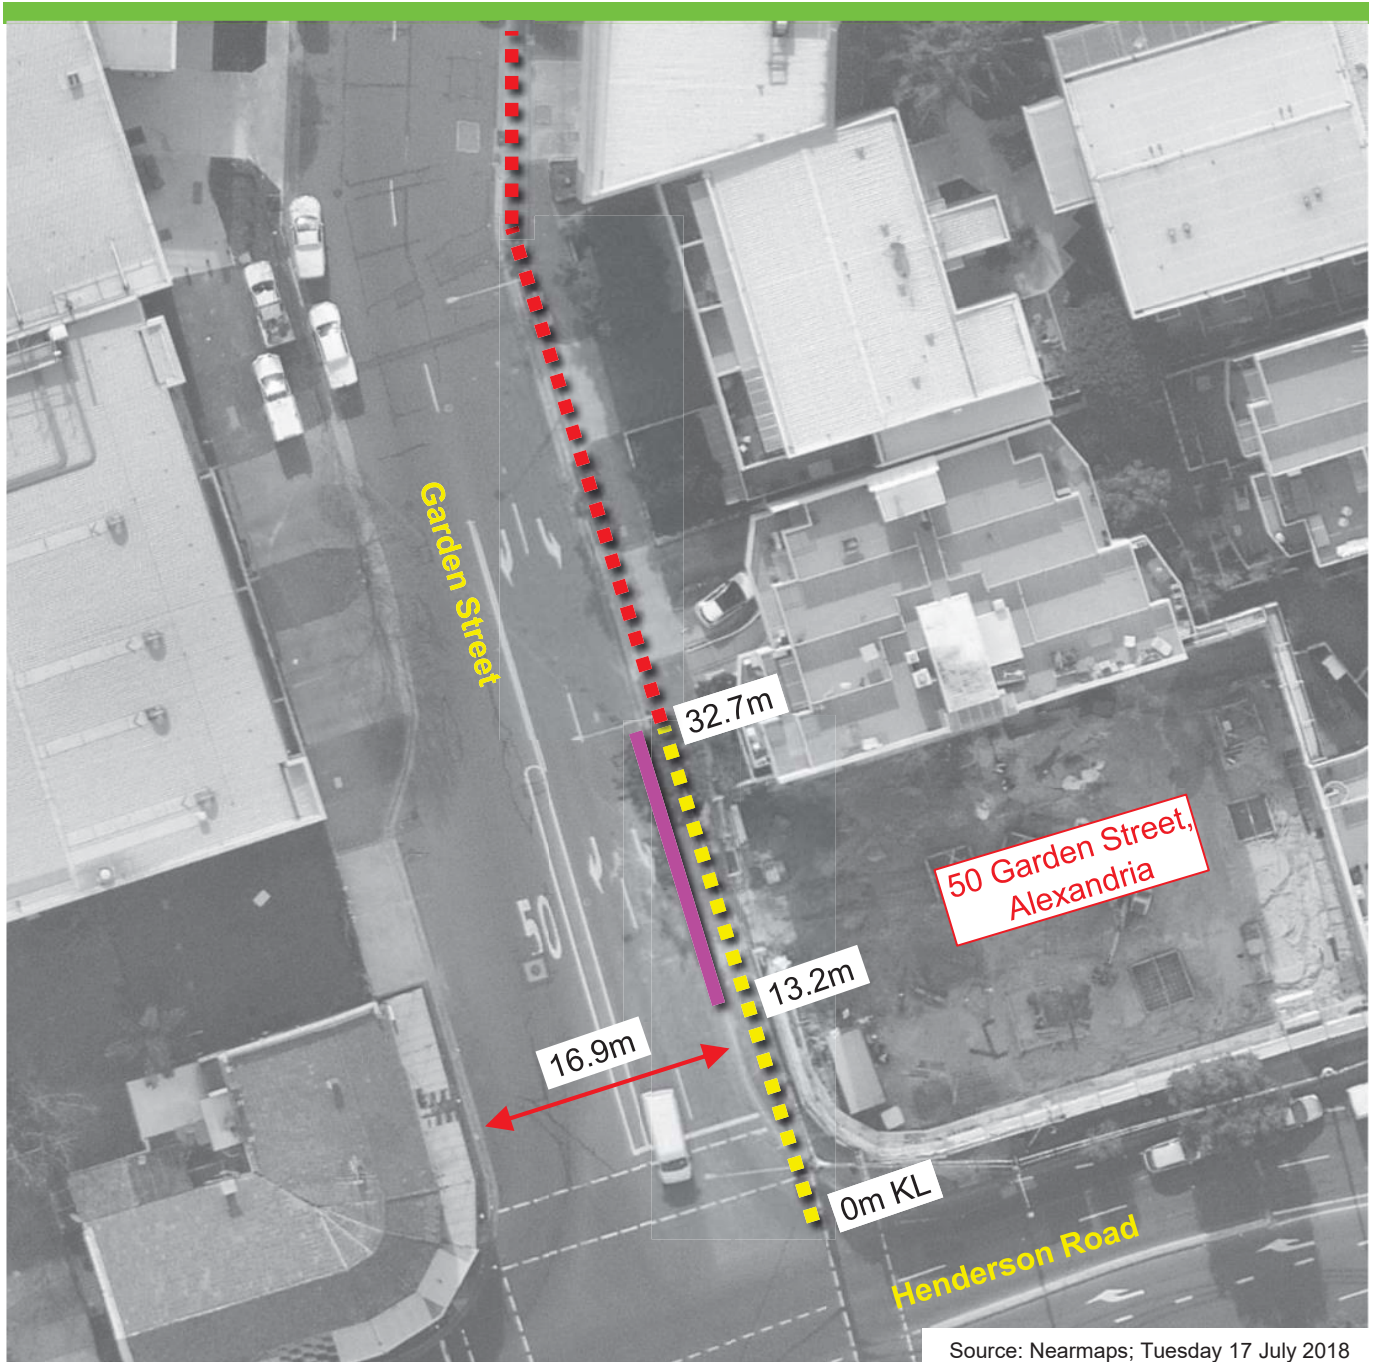 Garden Street
32.7m
50 Garden Street,
Alexandria
50
13.2m
16.9m
0m KL
Henderson Road
Source: Nearmaps; Tuesday 17 July 2018